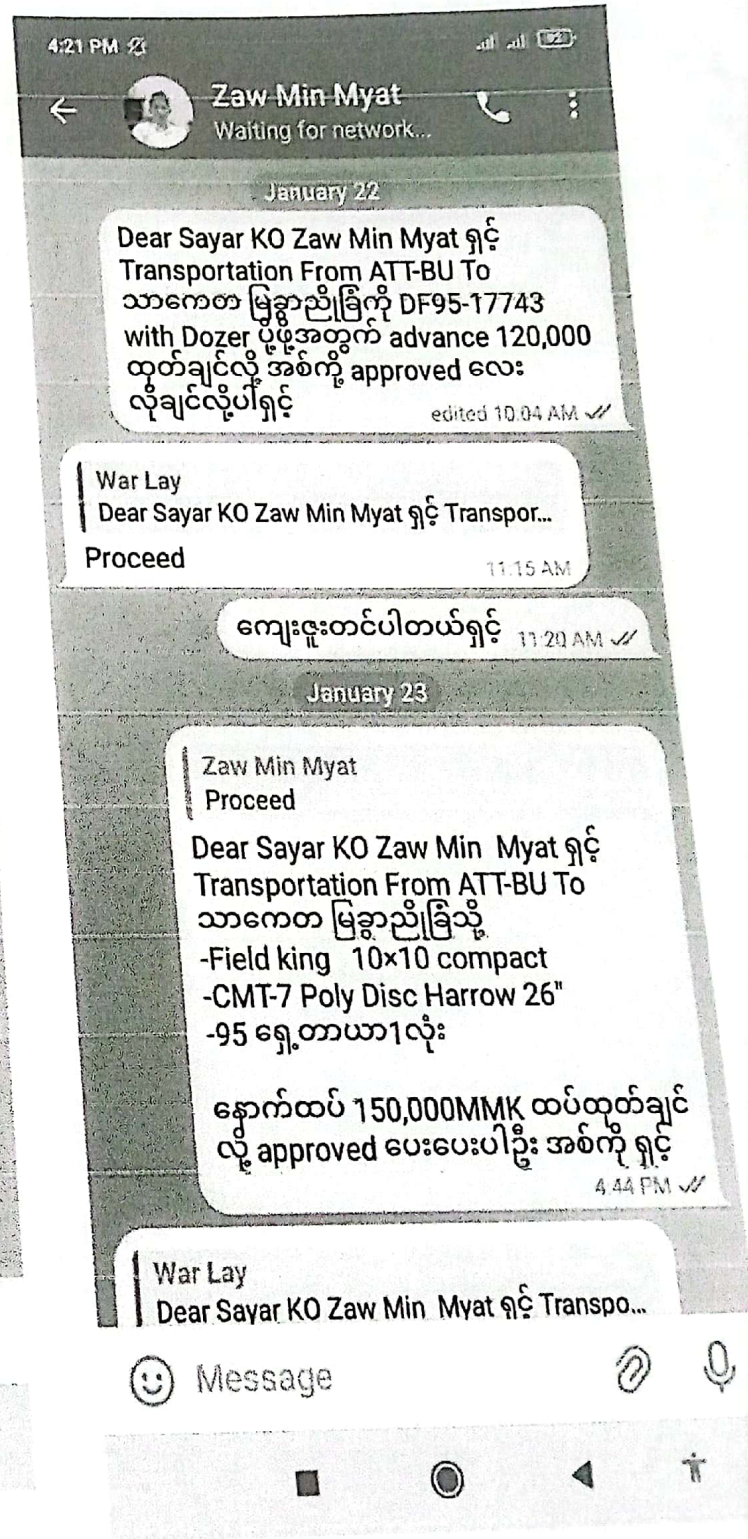 4:21 PM
92
Zaw Min Myat
Waiting for network...
January 22
Dear Sayar KO Zaw Min Myat ရှင့်
Transportation From ATT-BU To
သာကေတ မြခွာညိုခြံကို DF95-17743
with Dozer ပို့ဖို့အတွက် advance 120,000
ထုတ်ချင်လို့ အစ်ကို့ approved လေး
လိုချင်လို့ပါရှင့်
edited 10:04 AM
War Lay
Dear Sayar KO Zaw Min Myat ရှင့် Transpor...
Proceed
11:15 AM
ကျေးဇူးတင်ပါတယ်ရှင့် 11:20 AM
January 23
Zaw Min Myat
Proceed
Dear Sayar KO Zaw Min Myat ရှင့်
Transportation From ATT-BU To
သာကေတ မြခွာညိုခြံသို့
-Field king 10×10 compact
-CMT-7 Poly Disc Harrow 26"
-95 ရှေ့တာယာ1လုံး
နောက်ထပ် 150,000MMK ထပ်ထုတ်ချင်
လို့ approved ပေးပေးပါဦး အစ်ကို ရှင့်
4:44 PM
War Lay
Dear Sayar KO Zaw Min Myat ရှင့် Transpo...
Message